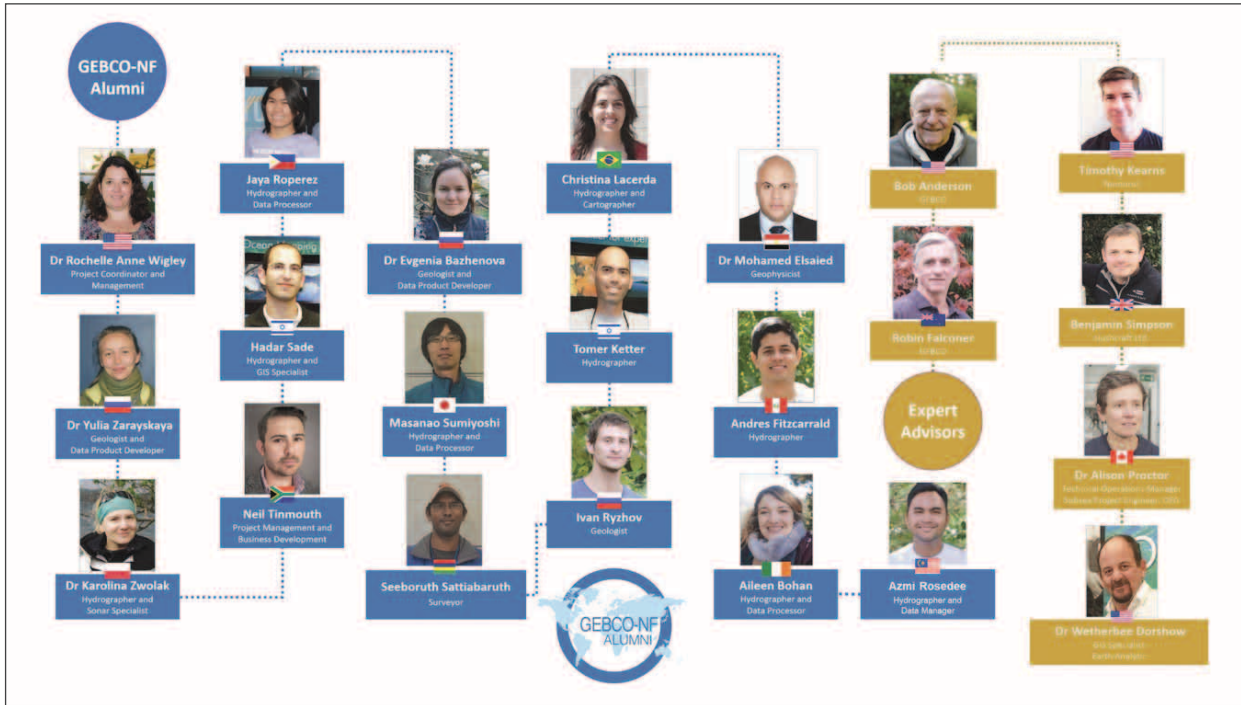 GEBCO-NF
Alumni
Dr Rochelle Anne Wigley
Project Coordinator and
Management
Dr Yulia Zarayskaya
Geologist and
Data Product Developer
Dr Karolina Zwolak
Hydrographer and
Sonar Specialist
Neil Tinmouth
Project Management and
Business Development
Hadar Sade
Hydrographer and
GIS Specialist
Jaya Roperez
Hydrographer and
Data Processor
Dr Evgenia Bazhenova
Geologist and
Data Product Developer
Masanao Sumiyoshi
Hydrographer and
Data Processor
Seeboruth Sattiabaruth
Surveyor
Ivan Ryzhov
Geologist
Tomer Ketter
Hydrographer
Christina Lacerda
Hydrographer and
Cartographer
Dr Mohamed Elsaied
Geophysicist
Andres Fitzcarrald
Hydrographer
Aileen Bohan
Hydrographer and
Data Processor
Azmi Rosedee
Hydrographer and
Data Manager
GEBCO-NF
ALUMNI
Expert
Advisors
Robin Falconer
GEBCO
Bob Anderson
GEBCO
Timothy Kearns
Benjamin Simpson
Dr Alison Proctor
Dr Wetherbee Dorshow